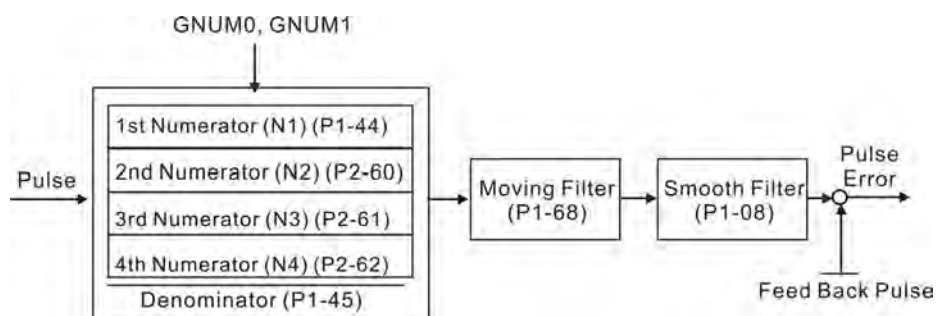 GNUM0, GNUM1
Pulse
1st Numerator (N1) (P1-44)
2nd Numerator (N2) (P2-60)
3rd Numerator (N3) (P2-61)
4th Numerator (N4) (P2-62)
Denominator (P1-45)
Moving Filter
(P1-68)
Smooth Filter
(P1-08)
Pulse
Error
Feed Back Pulse